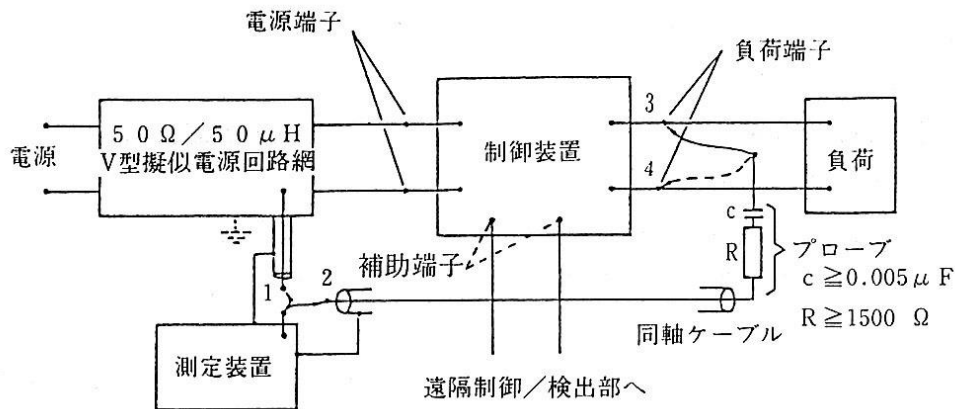 電源端子
負荷端子
50Ω/50μH
V型擬似電源回路網
電源
制御装置
3
4
負荷
c
R
プローブ
c≧0.005μF
R≧1500 Ω
補助端子
1
2
同軸ケーブル
測定装置
遠隔制御/検出部へ